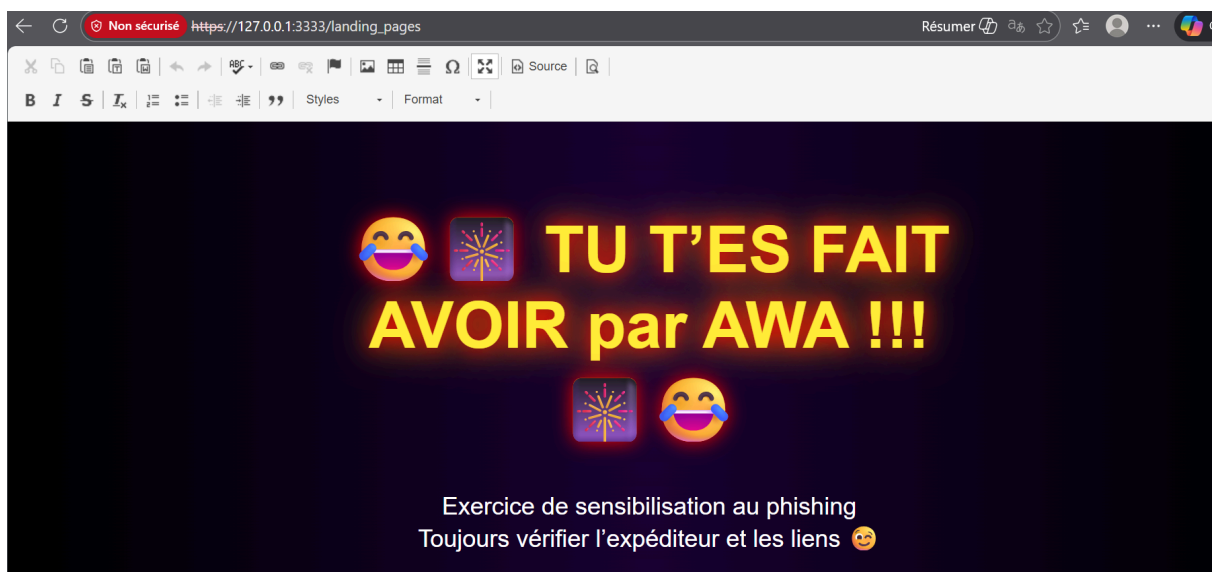 Non sécurisé https://127.0.0.1:3333/landing_pages Résumer
Source
B I S Ix Styles Format
😂 🎆 TU T’ES FAIT
AVOIR par AWA !!!
🎆 😂
Exercice de sensibilisation au phishing
Toujours vérifier l’expéditeur et les liens 😉